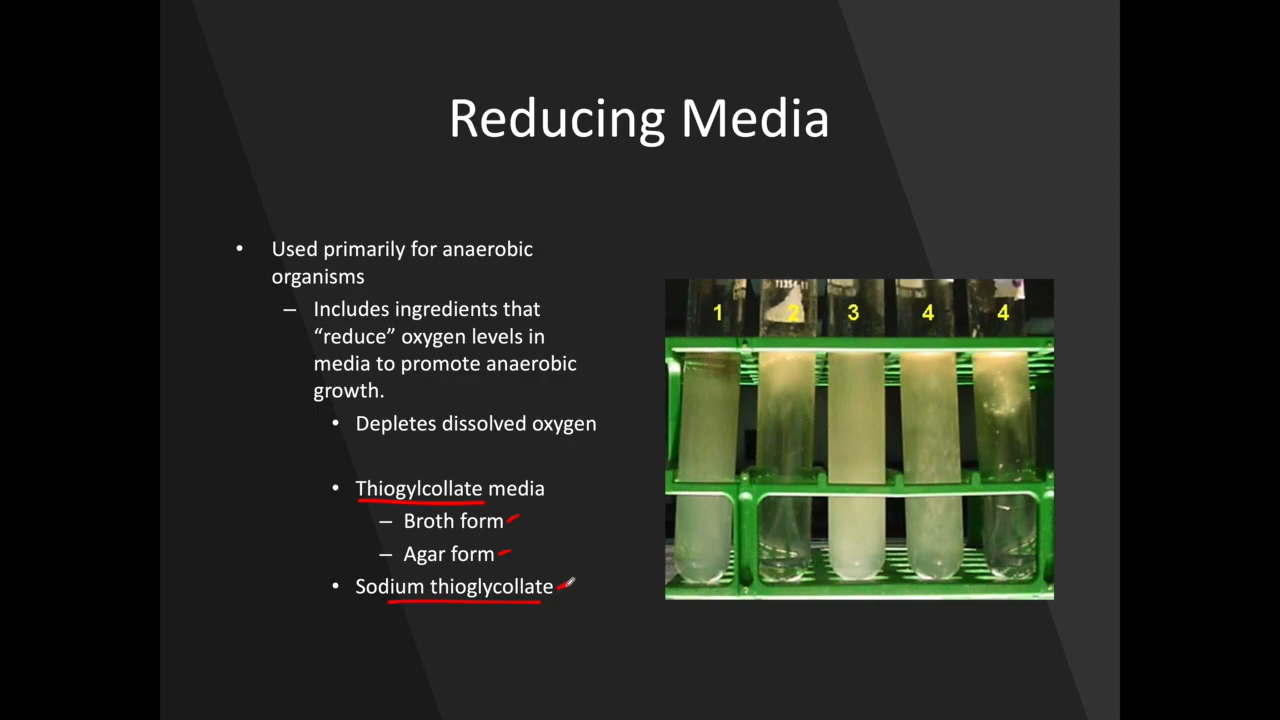 Reducing Media
• Used primarily for anaerobic
organisms
– Includes ingredients that
“reduce” oxygen levels in
media to promote anaerobic
growth.
• Depletes dissolved oxygen
• Thiogylcollate media
– Broth form
– Agar form
• Sodium thioglycollate
1 2 3 4 4